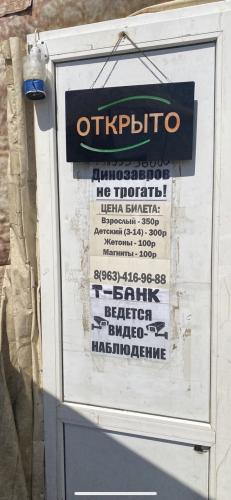 ОТКРЫТО
Динозавров
не трогать!
ЦЕНА БИЛЕТА:
Взрослый - 350р
Детский (3-14) - 300р
Жетоны - 100р
Магниты - 100р
8(963)-416-96-88
Т-БАНК
ВЕДЕТСЯ
ВИДЕО-
НАБЛЮДЕНИЕ